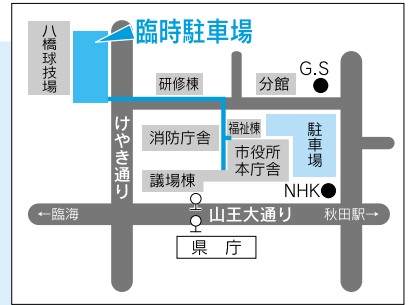 八橋球技場
臨時駐車場
G.S
研修棟
分館
けやき通り
消防庁舎
福祉棟
駐車場
市役所
本庁舎
議場棟
NHK
←臨海
山王大通り
秋田駅→
県庁